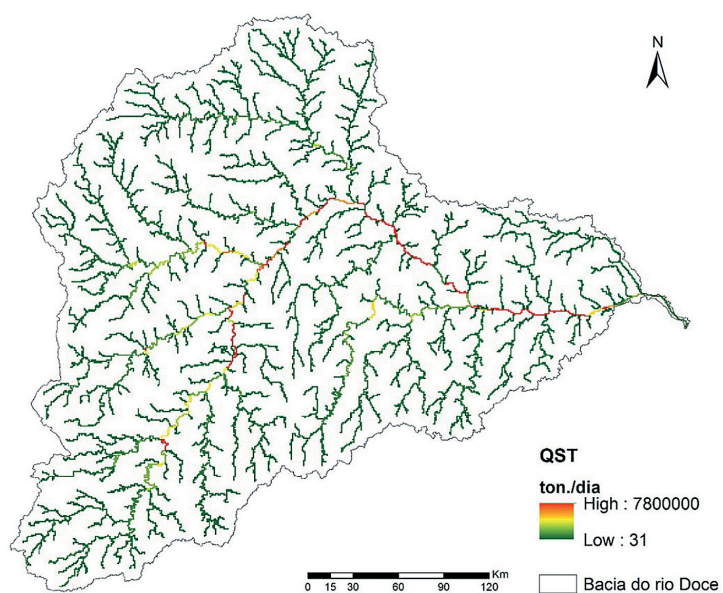 N
QST
ton./dia
High : 7800000
Low : 31
Km
0 15 30 60 90 120
Bacia do rio Doce